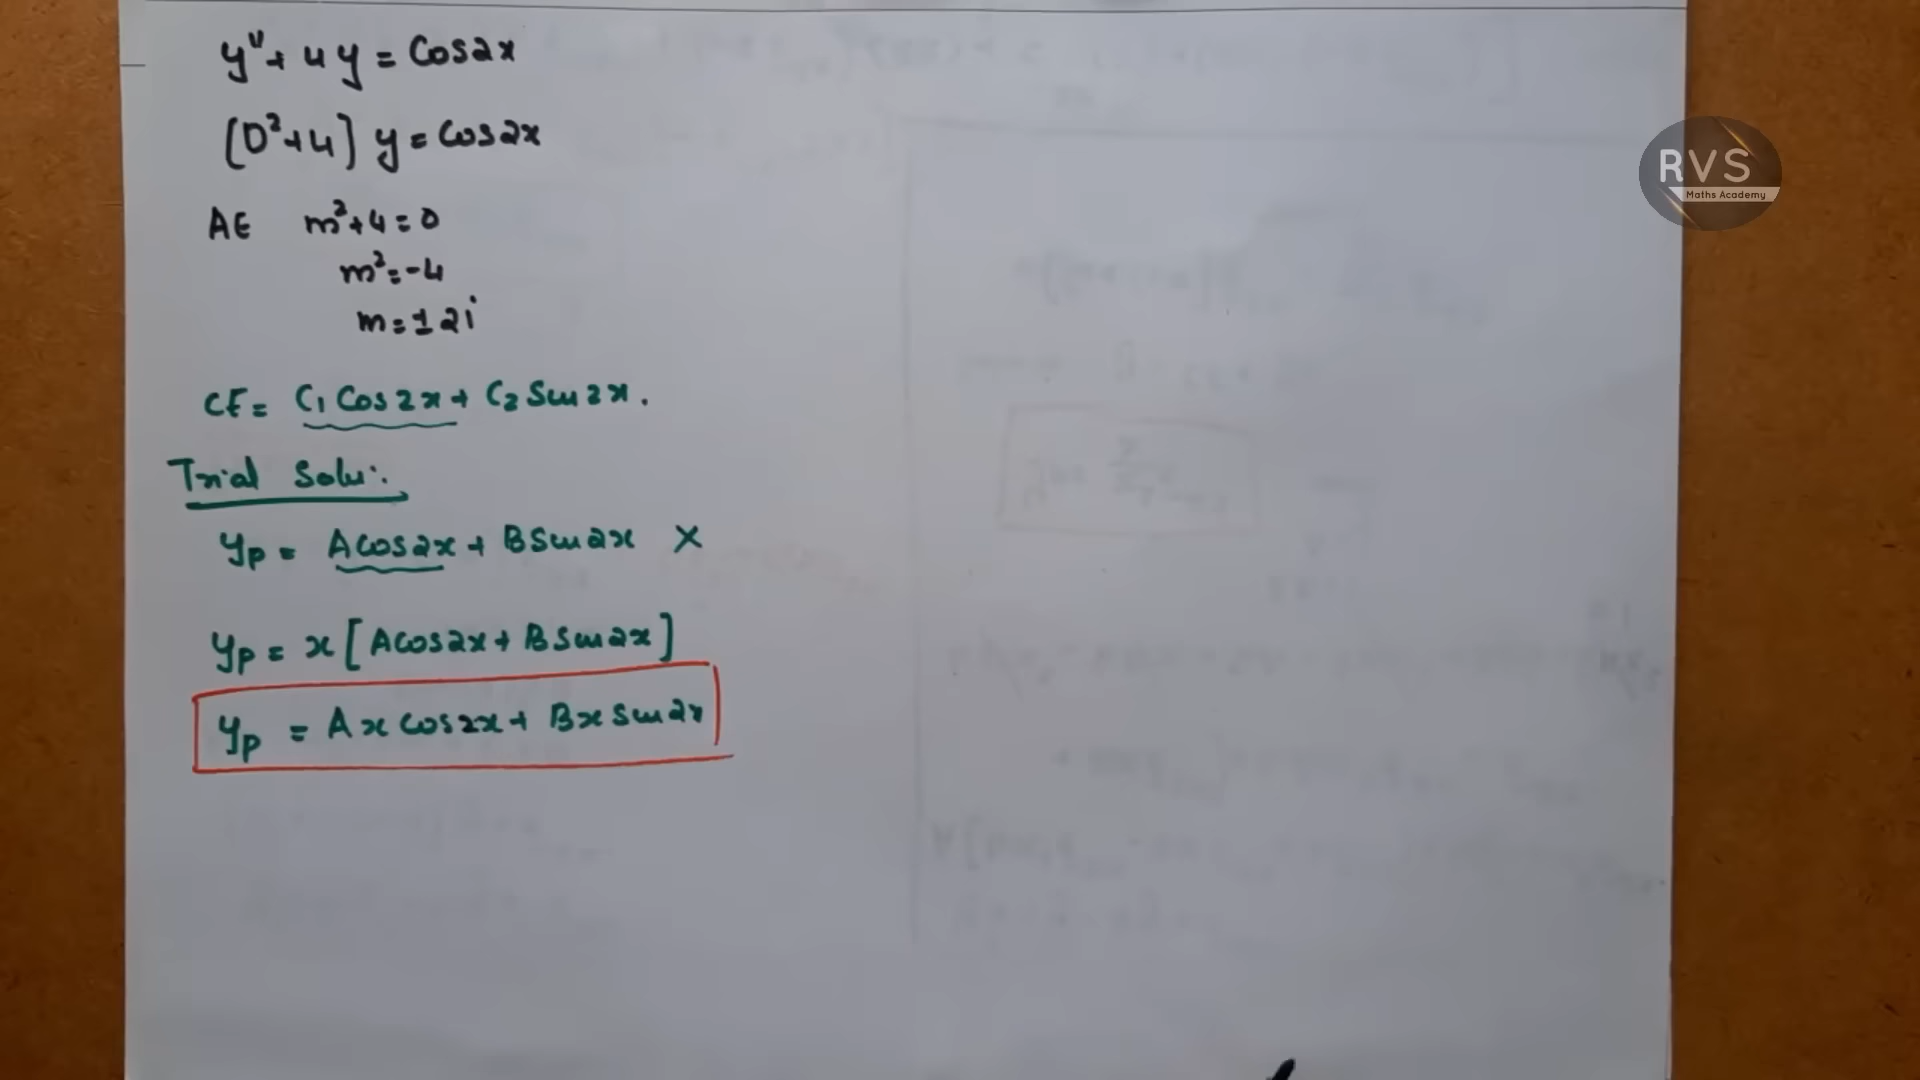 y" + 4y = Cos2x
[D²+4] y = Cos2x
AE m²+4=0
m²=-4
m=±2i
CF= C₁ Cos2x + C₂ Sin2x.
Trial Solu:
yp = Acos2x + BSin2x X
yp = x[Acos2x + BSin2x]
yp = Ax cos2x + Bx Sin2x
RVS
Maths Academy